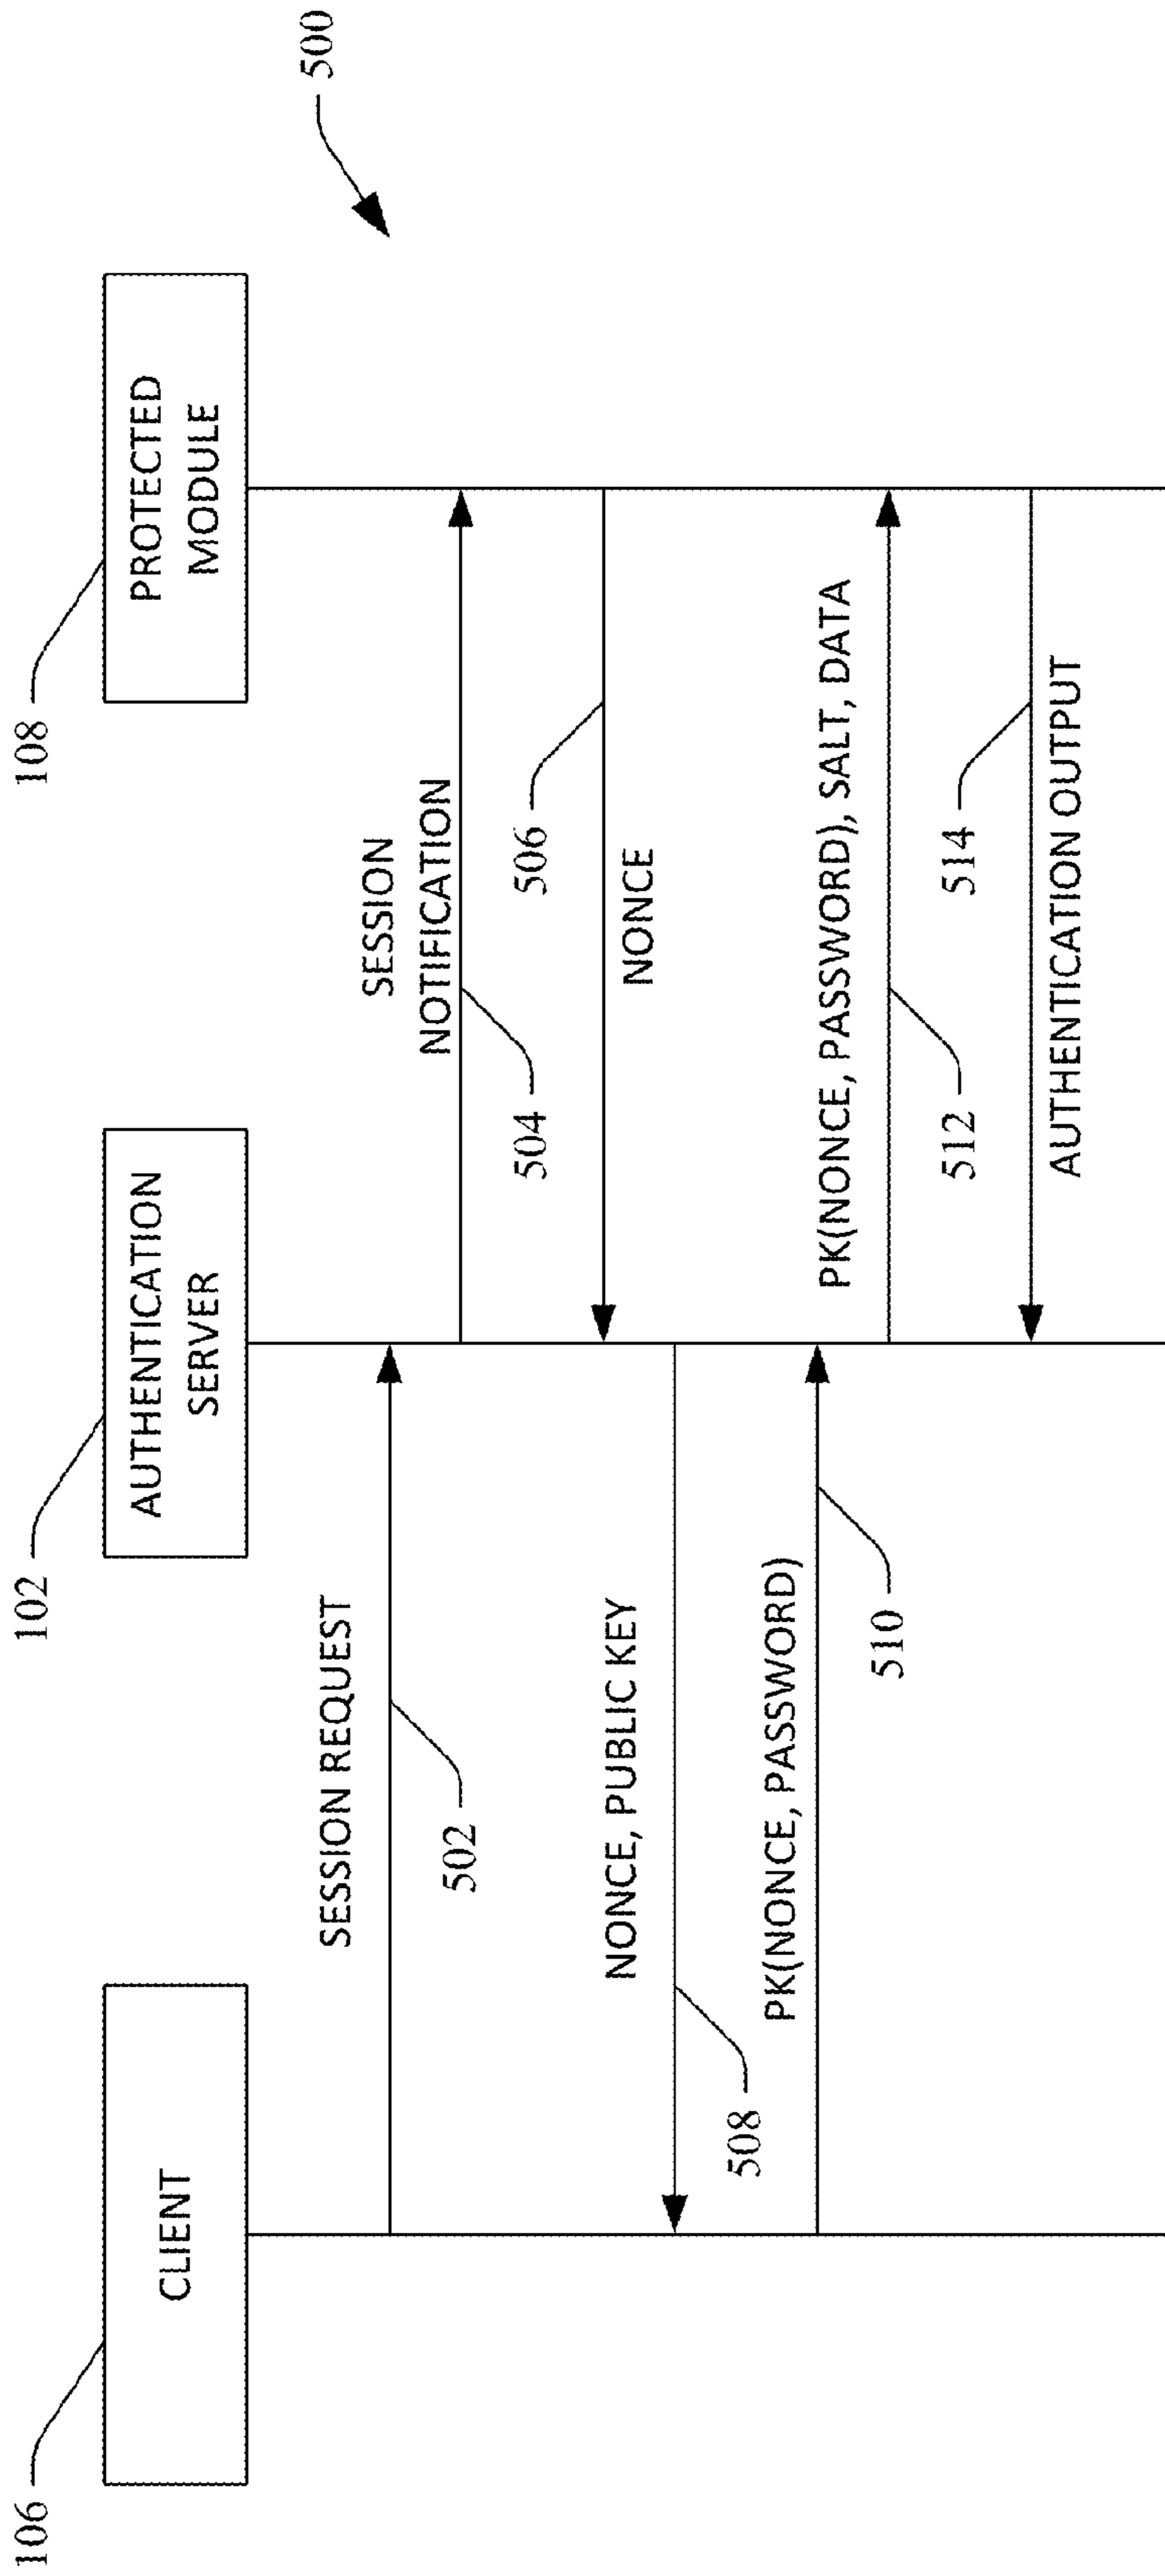 106
CLIENT
102
AUTHENTICATION
SERVER
108
PROTECTED
MODULE
500
SESSION REQUEST
502
SESSION
NOTIFICATION
504
506
NONCE
NONCE, PUBLIC KEY
508
PK(NONCE, PASSWORD)
510
PK(NONCE, PASSWORD), SALT, DATA
512
514
AUTHENTICATION OUTPUT